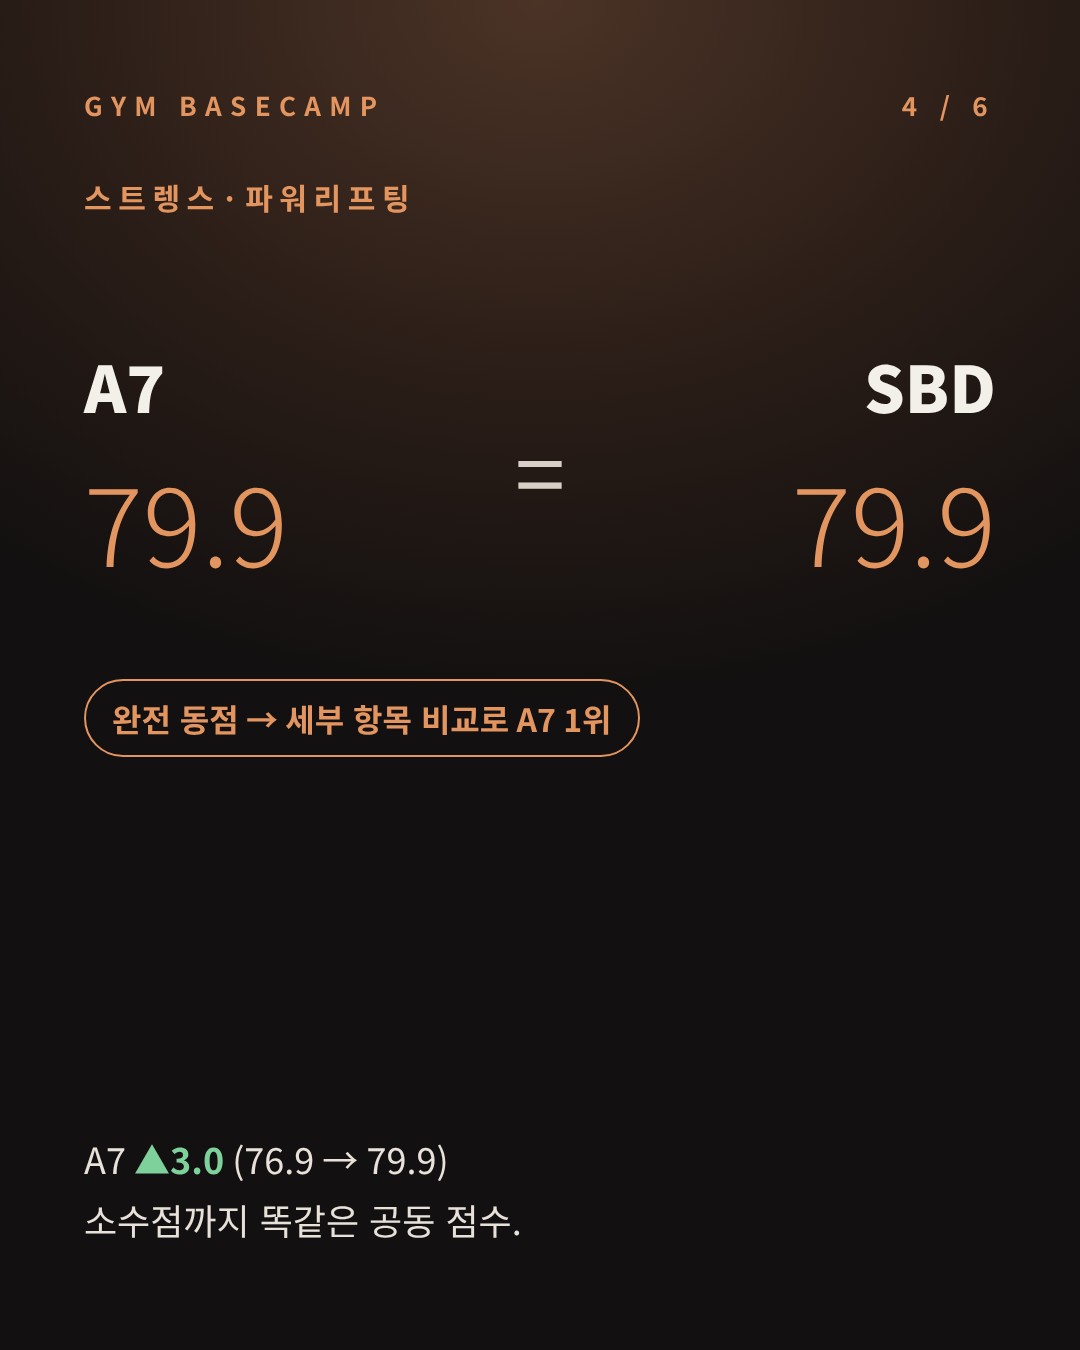 GYM BASECAMP
4 / 6
스트렝스 · 파워리프팅
A7
SBD
=
79.9
79.9
완전 동점 → 세부 항목 비교로 A7 1위
A7 ▲3.0 (76.9 → 79.9)
소수점까지 똑같은 공동 점수.